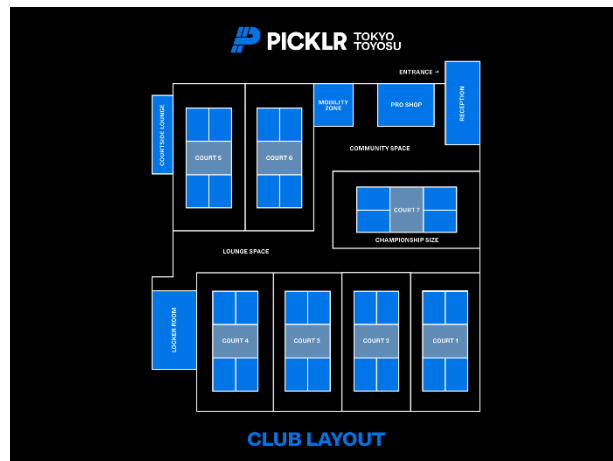 PICKLR TOKYO TOYOSU
ENTRANCE →
MOBILITY ZONE
PRO SHOP
RECEPTION
COURTSIDE LOUNGE
COURT 5
COURT 6
COMMUNITY SPACE
COURT 7
CHAMPIONSHIP SIZE
LOUNGE SPACE
LOCKER ROOM
COURT 4
COURT 3
COURT 2
COURT 1
CLUB LAYOUT